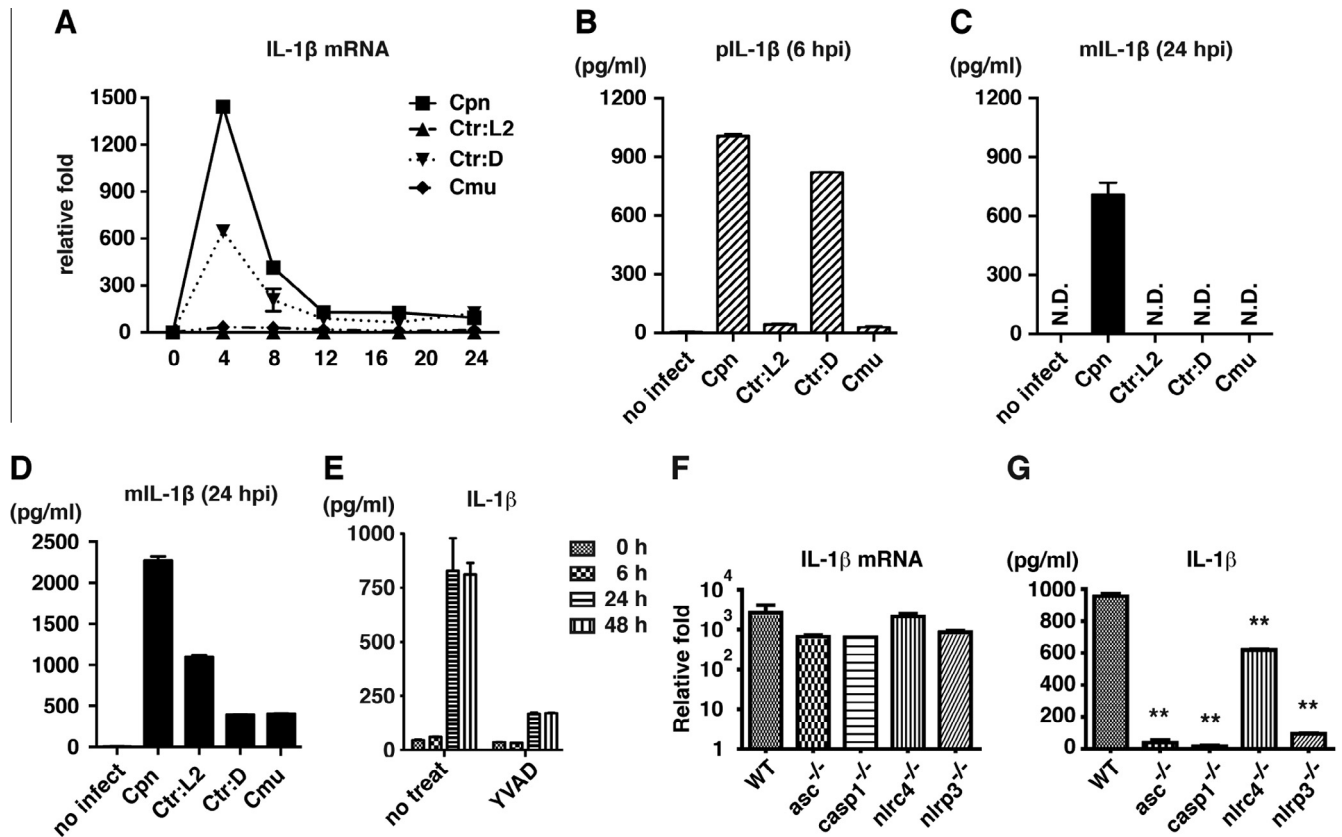 A
IL-1β mRNA
relative fold
1500
1200
900
600
300
0
0 4 8 12 16 20 24
Cpn
Ctr:L2
Ctr:D
Cmu
B
pIL-1β (6 hpi)
(pg/ml)
1200
900
600
300
0
no infect
Cpn
Ctr:L2
Ctr:D
Cmu
C
mIL-1β (24 hpi)
(pg/ml)
1200
900
600
300
0
N.D.
N.D.
N.D.
N.D.
no infect
Cpn
Ctr:L2
Ctr:D
Cmu
D
mIL-1β (24 hpi)
(pg/ml)
2500
2000
1500
1000
500
0
no infect
Cpn
Ctr:L2
Ctr:D
Cmu
E
IL-1β
(pg/ml)
1000
750
500
250
0
no treat
YVAD
0 h
6 h
24 h
48 h
F
IL-1β mRNA
Relative fold
10⁴
10³
10²
10
1
WT
asc⁻/⁻
casp1⁻/⁻
nlrc4⁻/⁻
nlrp3⁻/⁻
G
IL-1β
(pg/ml)
1000
800
600
400
200
0
**
**
**
**
WT
asc⁻/⁻
casp1⁻/⁻
nlrc4⁻/⁻
nlrp3⁻/⁻